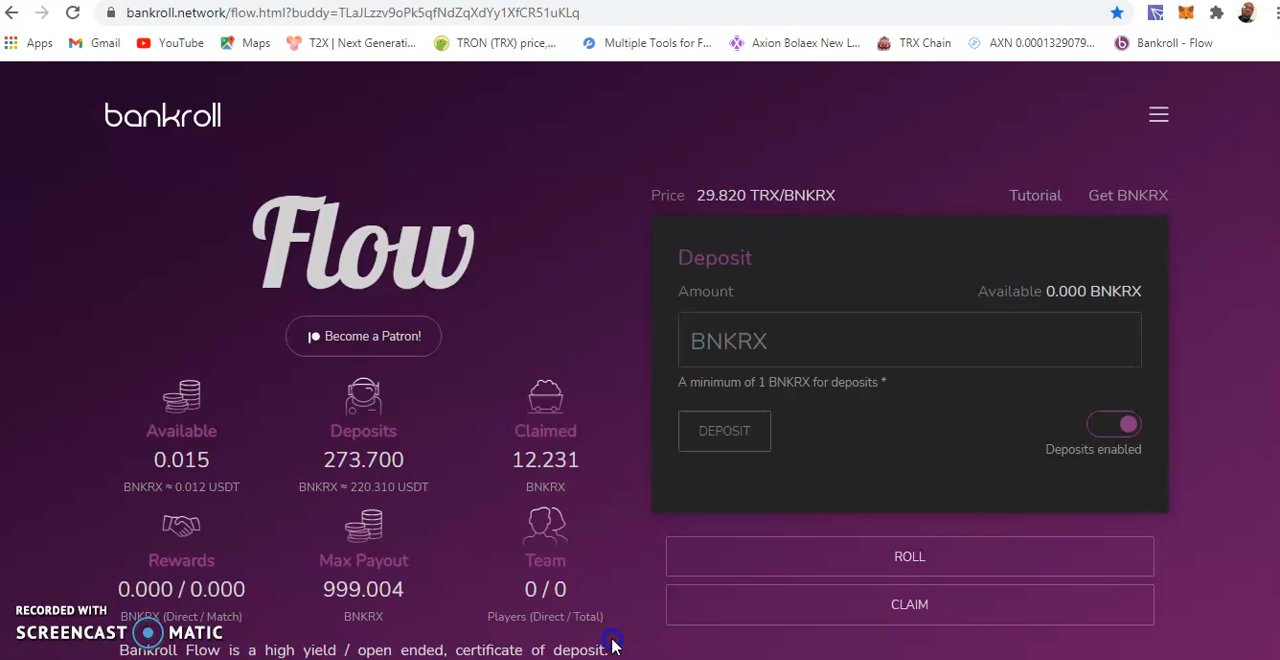 bankroll.network/flow.html?buddy=TLaJLzzv9oPk5qfNdZqXdYy1XfCR51uKLq
Apps Gmail YouTube Maps T2X | Next Generati... TRON (TRX) price,... Multiple Tools for F... Axion Bolaex New L... TRX Chain AXN 0.0001329079... Bankroll - Flow
bankroll
Flow
Become a Patron!
Available
0.015
BNKRX ≈ 0.012 USDT
Deposits
273.700
BNKRX ≈ 220.310 USDT
Claimed
12.231
BNKRX
Rewards
0.000 / 0.000
BNKRX (Direct / Match)
Max Payout
999.004
BNKRX
Team
0 / 0
Players (Direct / Total)
Bankroll Flow is a high yield / open ended, certificate of deposit.
Price 29.820 TRX/BNKRX Tutorial Get BNKRX
Deposit
Amount Available 0.000 BNKRX
BNKRX
A minimum of 1 BNKRX for deposits *
DEPOSIT
Deposits enabled
ROLL
CLAIM
RECORDED WITH
SCREENCAST MATIC